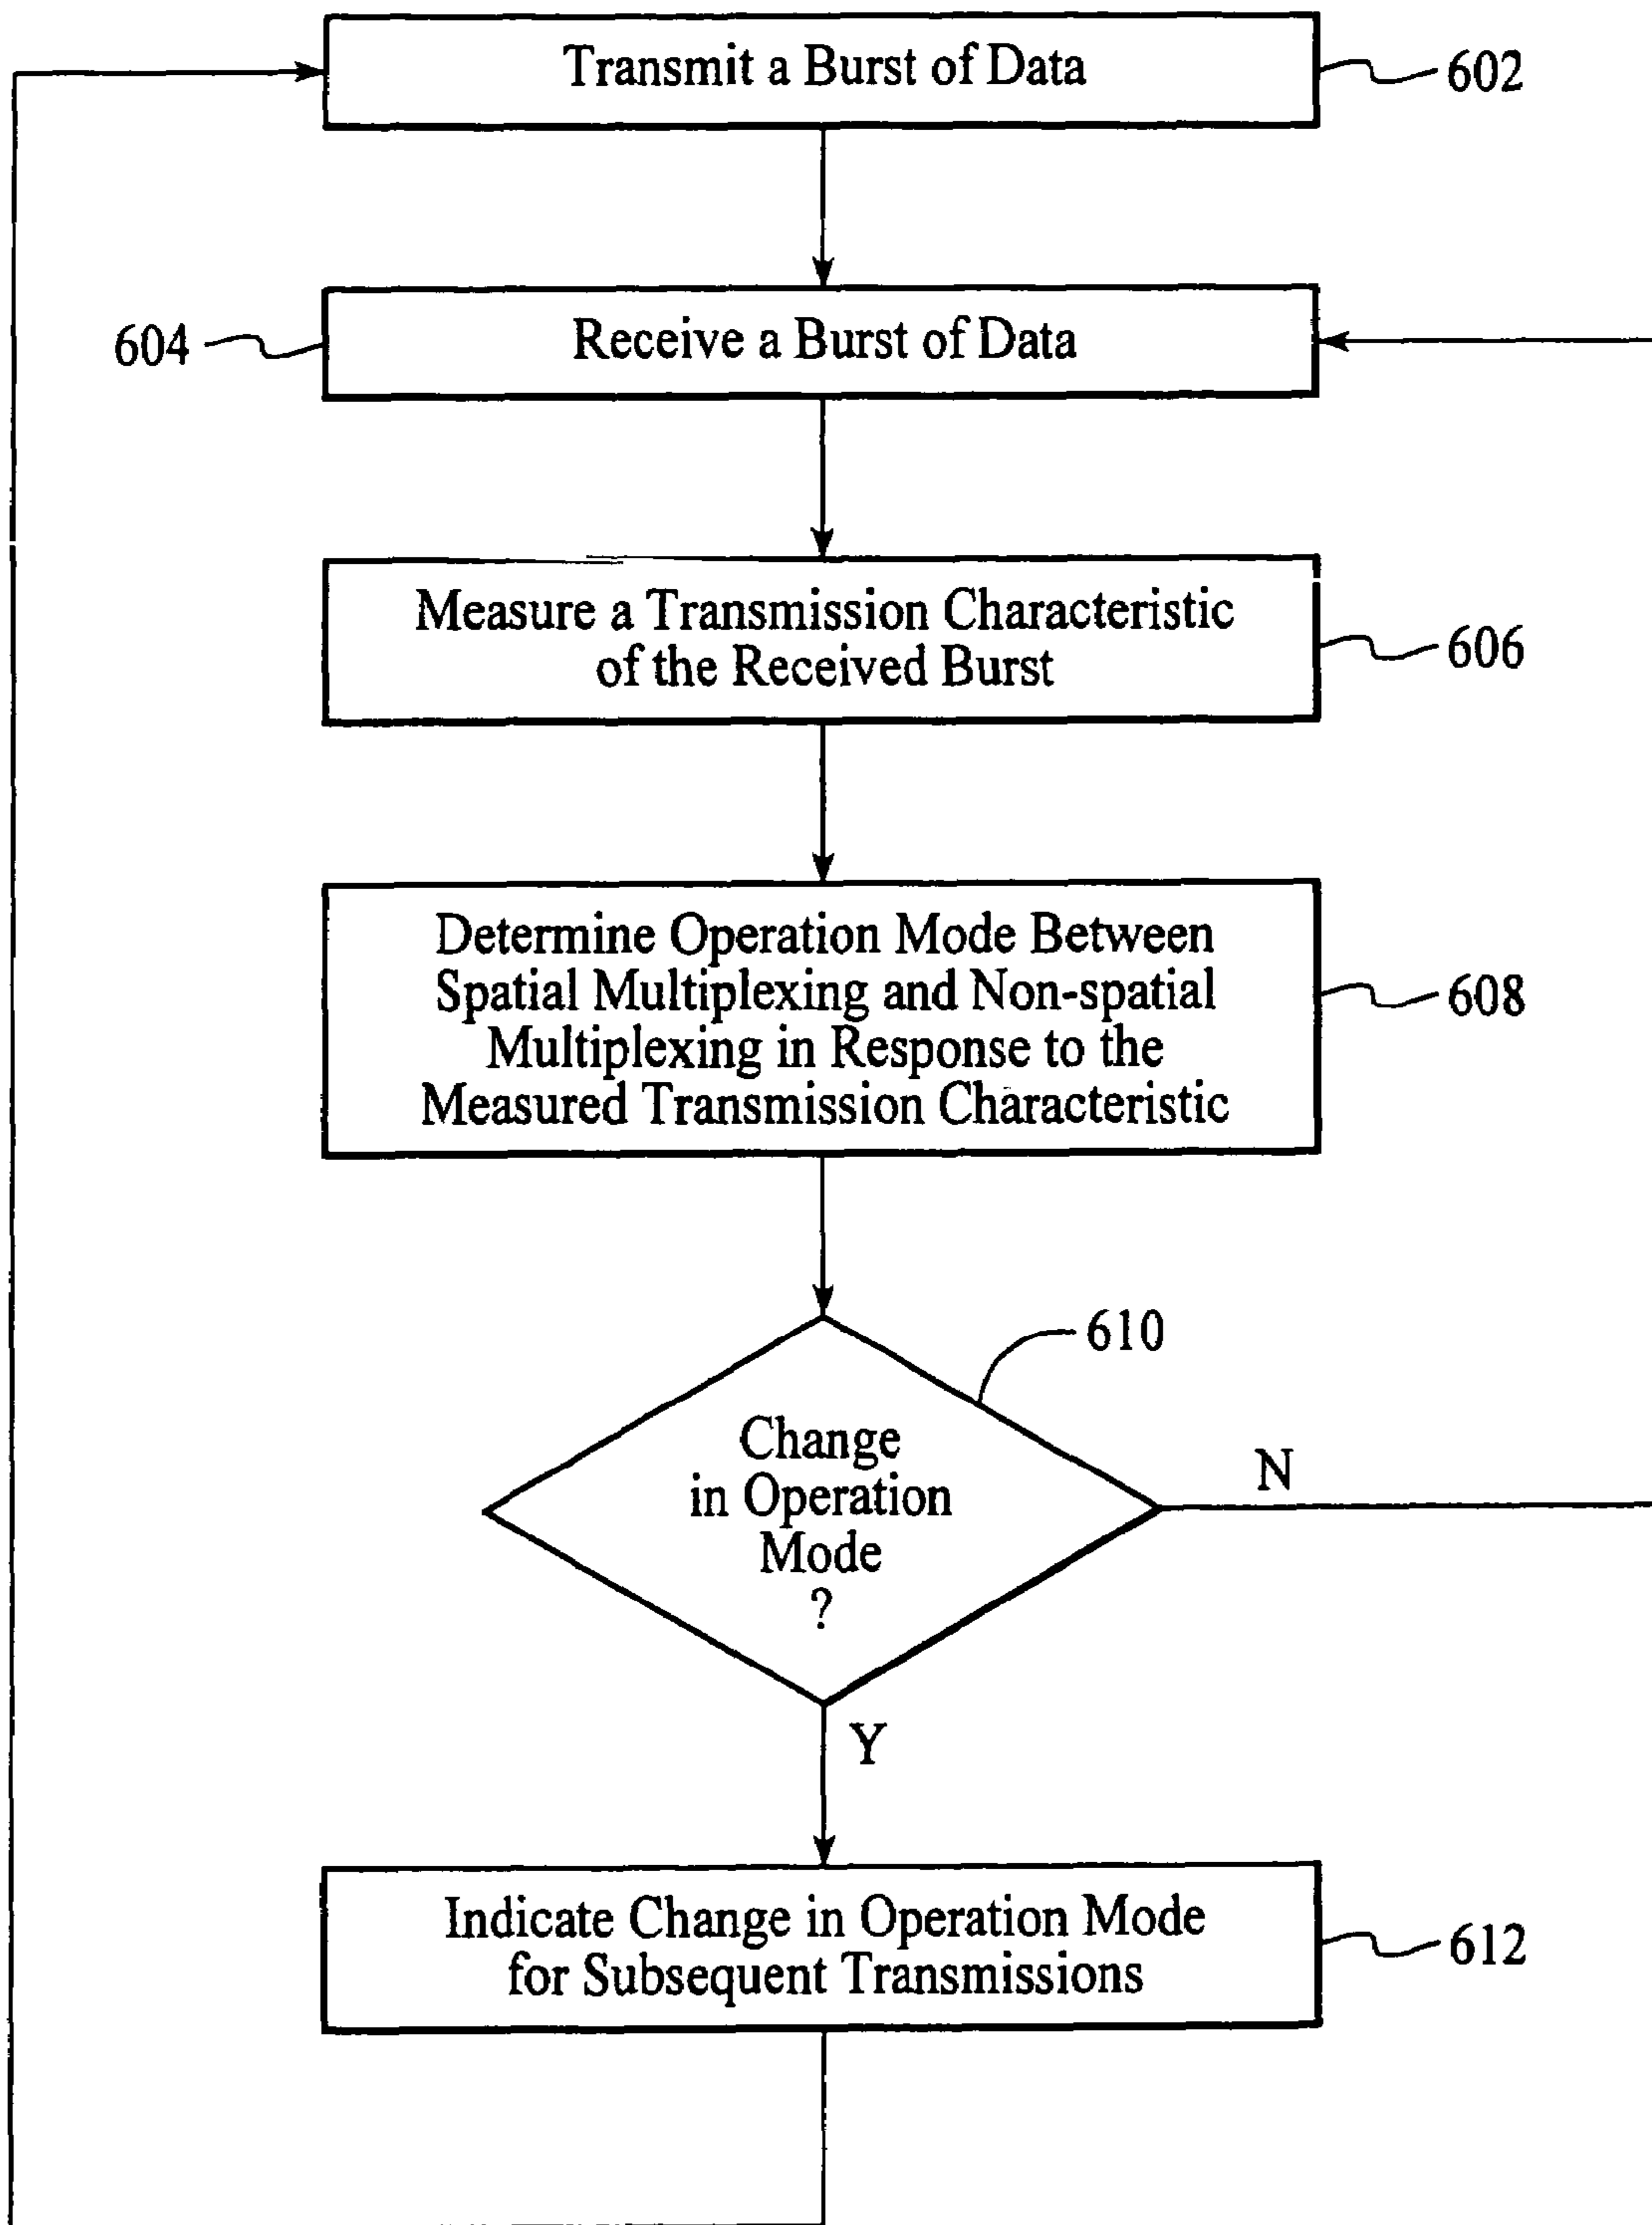 Transmit a Burst of Data
602
Receive a Burst of Data
604
Measure a Transmission Characteristic
of the Received Burst
606
Determine Operation Mode Between
Spatial Multiplexing and Non-spatial
Multiplexing in Response to the
Measured Transmission Characteristic
608
610
Change
in Operation
Mode
?
N
Y
Indicate Change in Operation Mode
for Subsequent Transmissions
612